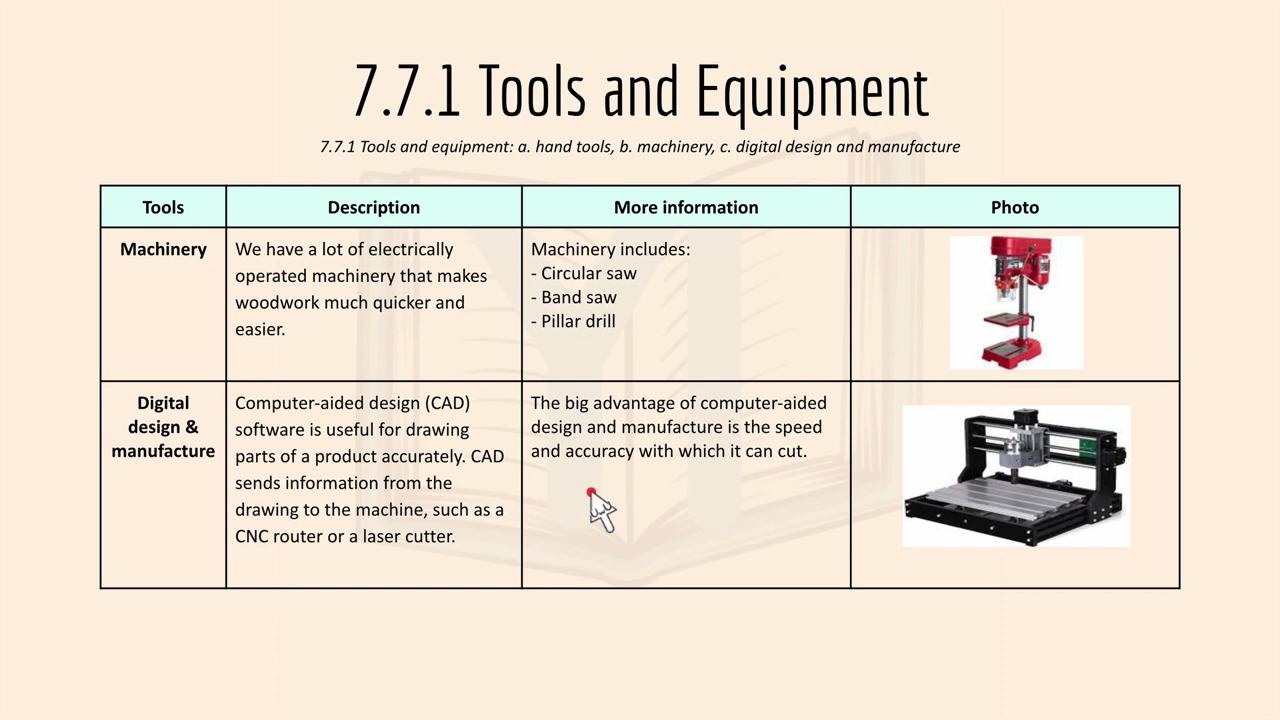 7.7.1 Tools and Equipment
7.7.1 Tools and equipment: a. hand tools, b. machinery, c. digital design and manufacture
Tools
Description
More information
Photo
Machinery
We have a lot of electrically
operated machinery that makes
woodwork much quicker and
easier.
Machinery includes:
- Circular saw
- Band saw
- Pillar drill
Digital
design &
manufacture
Computer-aided design (CAD)
software is useful for drawing
parts of a product accurately. CAD
sends information from the
drawing to the machine, such as a
CNC router or a laser cutter.
The big advantage of computer-aided
design and manufacture is the speed
and accuracy with which it can cut.